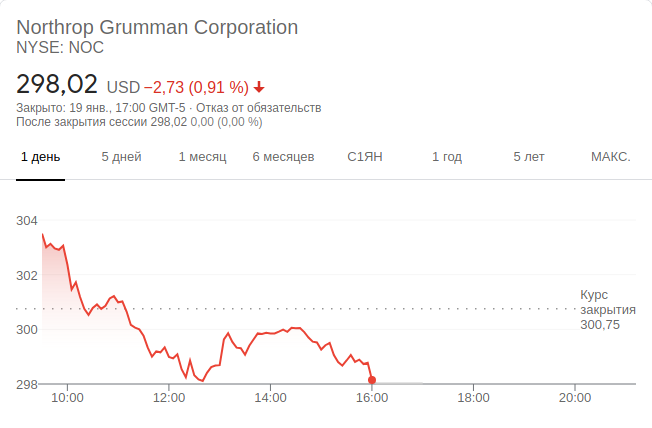 Northrop Grumman Corporation
NYSE: NOC
298,02 USD −2,73 (0,91 %)
Закрыто: 19 янв., 17:00 GMT-5 · Отказ от обязательств
После закрытия сессии 298,02 0,00 (0,00 %)
1 день 5 дней 1 месяц 6 месяцев С1ЯН 1 год 5 лет МАКС.
304
302
Курс
закрытия
300,75
300
298
10:00 12:00 14:00 16:00 18:00 20:00